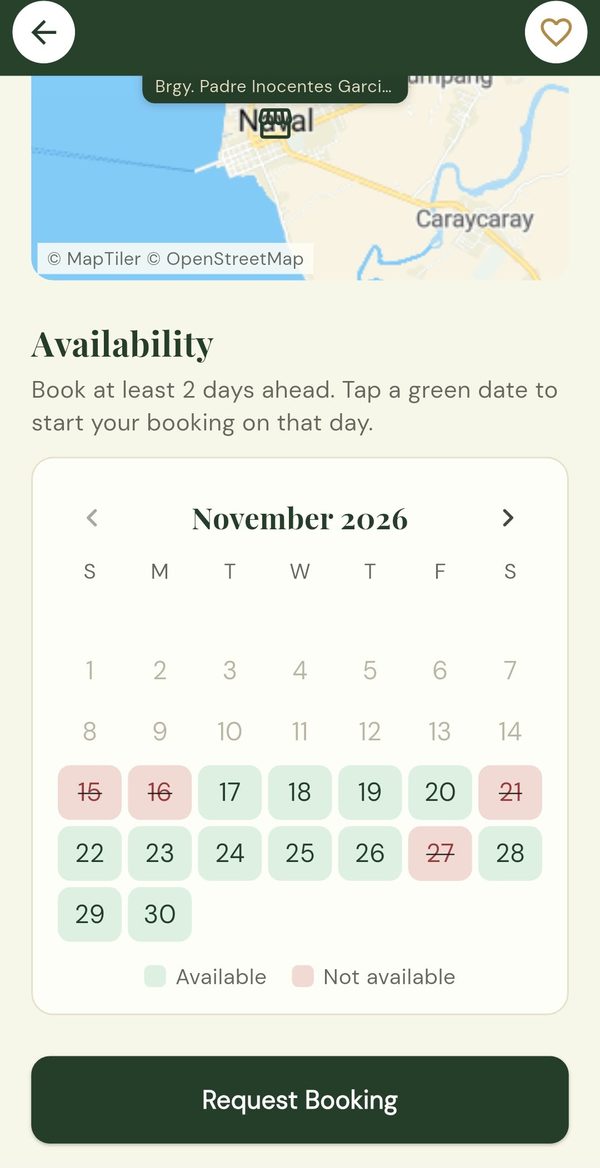 Brgy. Padre Inocentes Garci...
Naval
Caraycaray
© MapTiler © OpenStreetMap
Availability
Book at least 2 days ahead. Tap a green date to
start your booking on that day.
November 2026
S M T W T F S
1 2 3 4 5 6 7
8 9 10 11 12 13 14
15 16 17 18 19 20 21
22 23 24 25 26 27 28
29 30
Available Not available
Request Booking